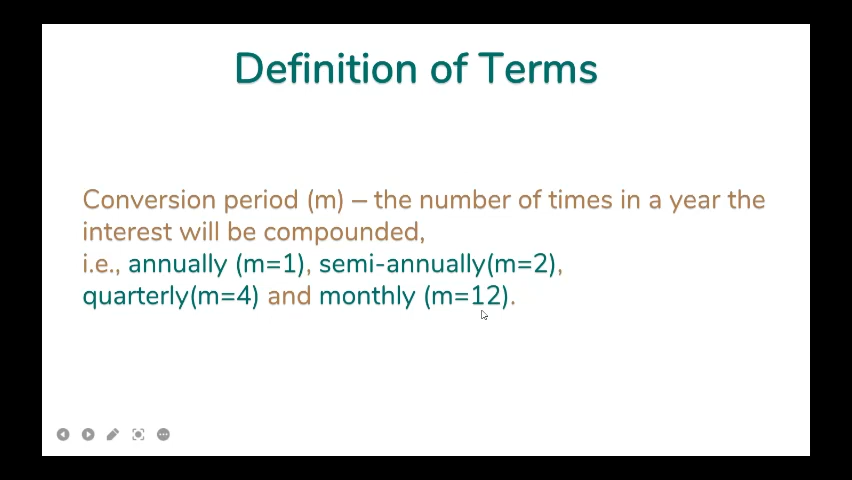 Definition of Terms
Conversion period (m) – the number of times in a year the
interest will be compounded,
i.e., annually (m=1), semi-annually(m=2),
quarterly(m=4) and monthly (m=12).